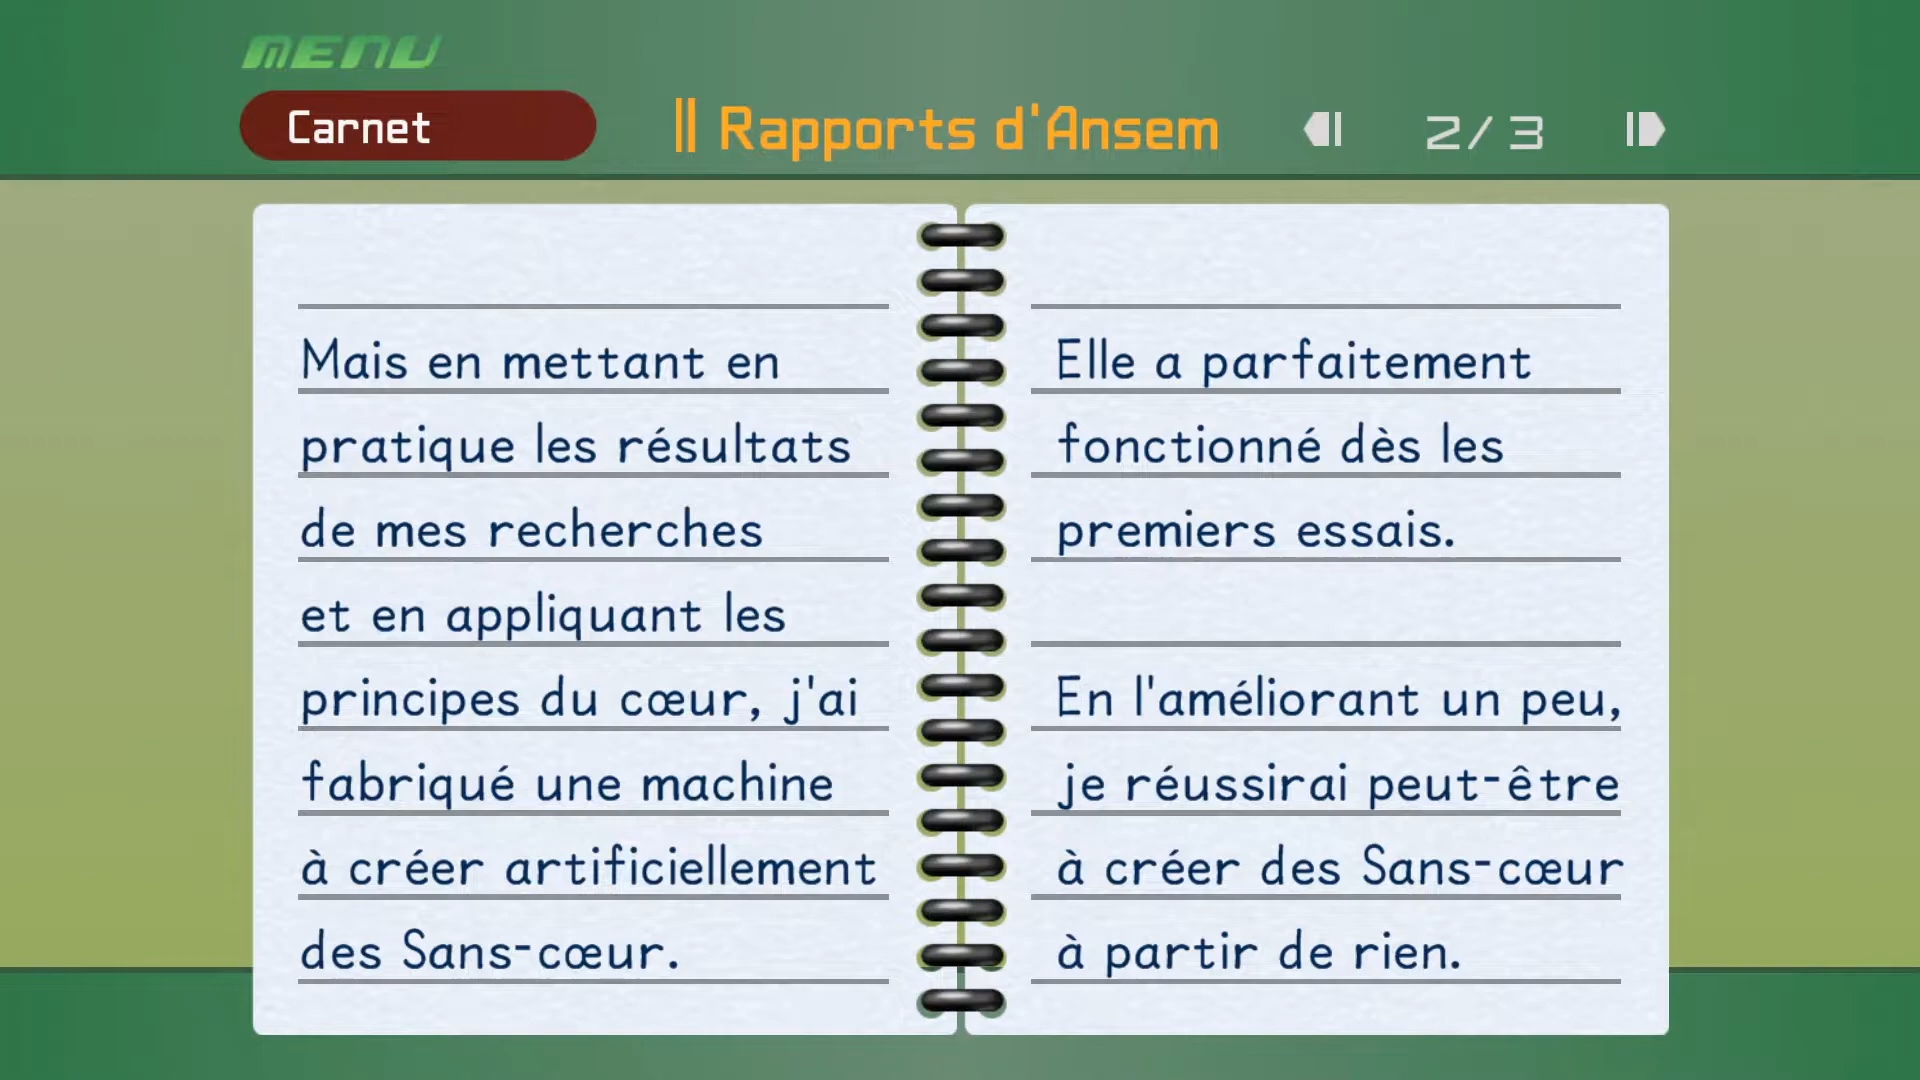 MENU
Carnet
Rapports d'Ansem
2/3
Mais en mettant en
pratique les résultats
de mes recherches
et en appliquant les
principes du cœur, j'ai
fabriqué une machine
à créer artificiellement
des Sans-cœur.
Elle a parfaitement
fonctionné dès les
premiers essais.
En l'améliorant un peu,
je réussirai peut-être
à créer des Sans-cœur
à partir de rien.